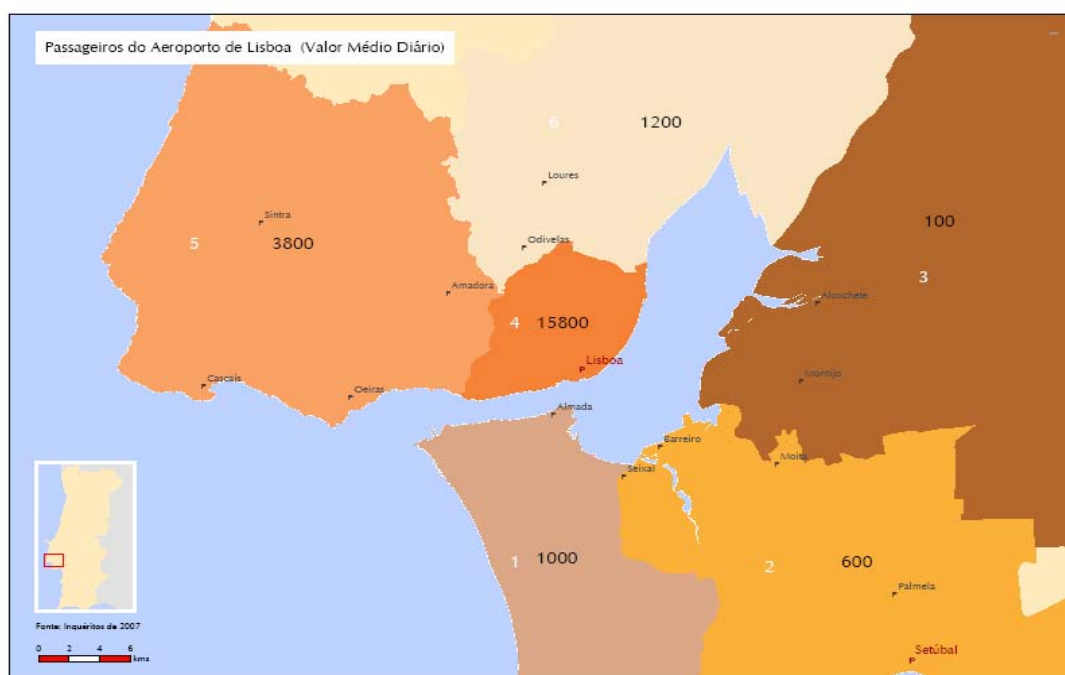 Passageiros do Aeroporto de Lisboa (Valor Médio Diário)
6 1200
Loures
Sintra
100
5 3800
Odivelas
3
Amadora
Alcochete
4 15800
Lisboa
Montijo
Cascais
Oeiras
Almada
Barreiro
Moita
Seixal
1 1000
2 600
Palmela
Fonte: Inquéritos de 2007
Setúbal
0 2 4 6
kms